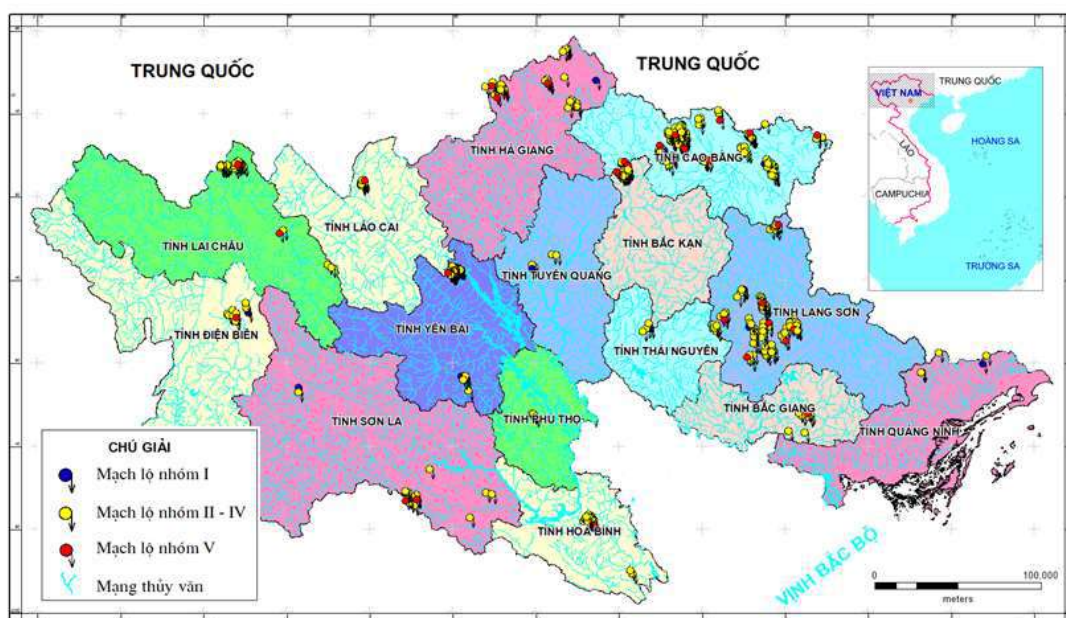 TRUNG QUỐC
TRUNG QUỐC
TRUNG QUỐC
VIỆT NAM
HOÀNG SA
LÀO
CAMPUCHIA
TRƯỜNG SA
TỈNH HÀ GIANG
TỈNH CAO BẰNG
TỈNH LÀO CAI
TỈNH LAI CHÂU
TỈNH BẮC KẠN
TỈNH TUYÊN QUANG
TỈNH ĐIỆN BIÊN
TỈNH YÊN BÁI
TỈNH LẠNG SƠN
TỈNH THÁI NGUYÊN
TỈNH SƠN LA
TỈNH PHÚ THỌ
TỈNH BẮC GIANG
TỈNH QUẢNG NINH
TỈNH HOÀ BÌNH
VỊNH BẮC BỘ
CHÚ GIẢI
Mạch lộ nhóm I
Mạch lộ nhóm II - IV
Mạch lộ nhóm V
Mạng thủy văn
0 100,000
meters